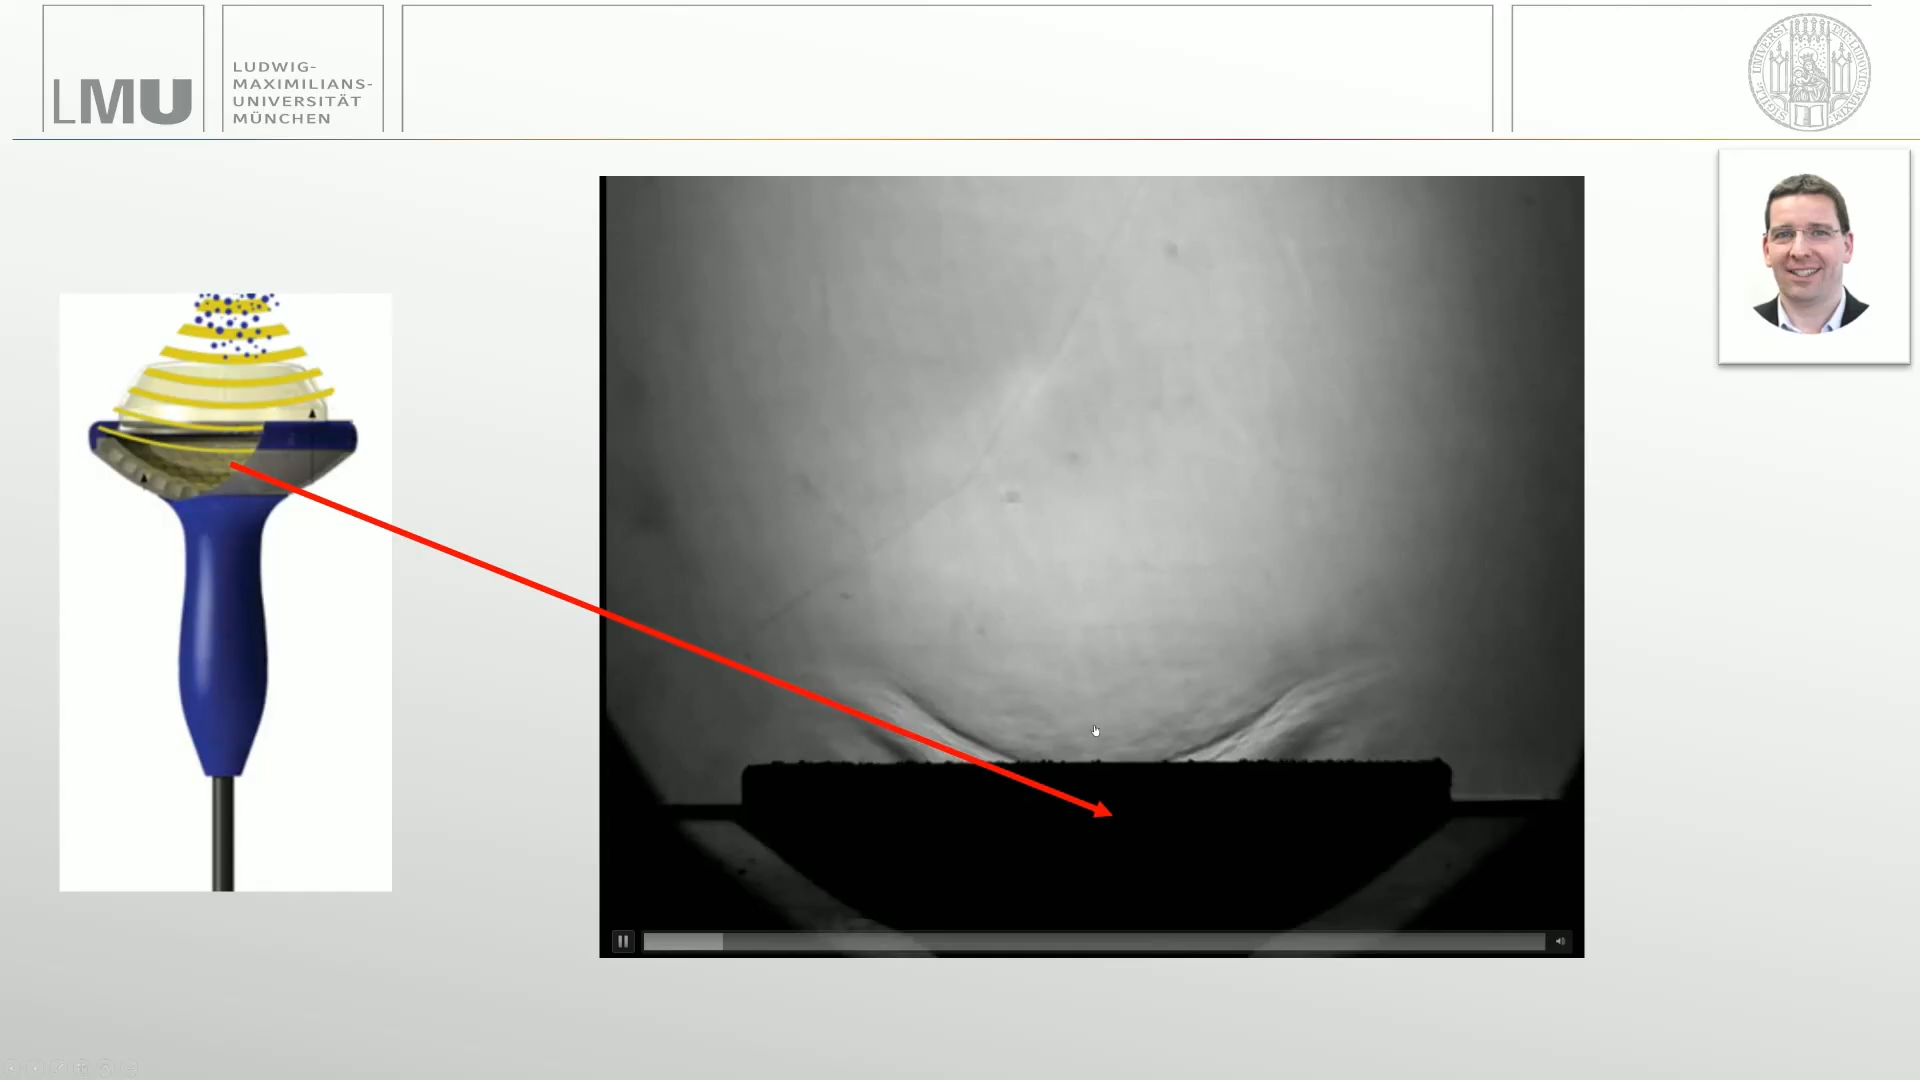 LMU
LUDWIG-
MAXIMILIANS-
UNIVERSITÄT
MÜNCHEN